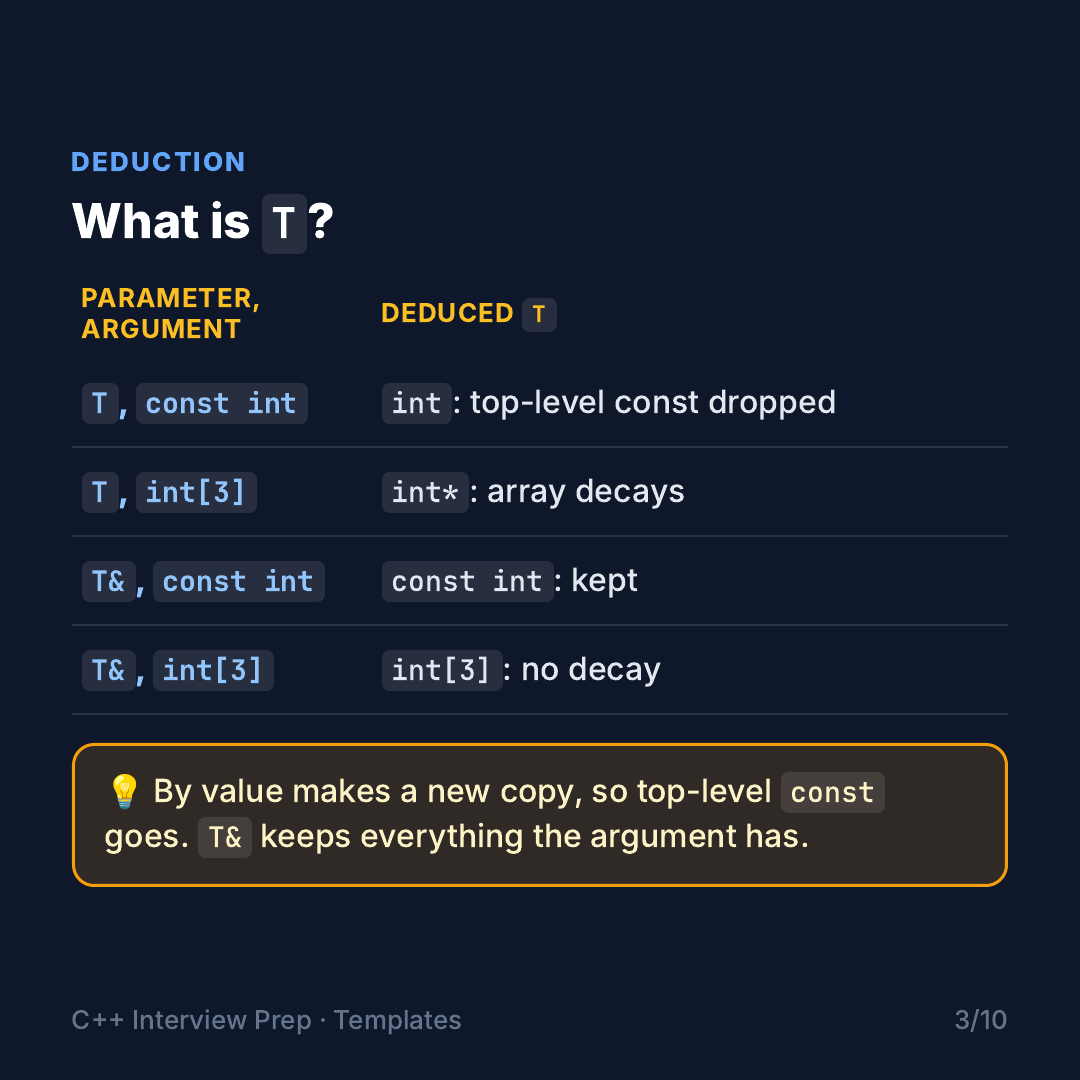 DEDUCTION
What is T?
PARAMETER,
ARGUMENT
DEDUCED T
T, const int
int: top-level const dropped
T, int[3]
int*: array decays
T&, const int
const int: kept
T&, int[3]
int[3]: no decay
💡 By value makes a new copy, so top-level const
goes. T& keeps everything the argument has.
C++ Interview Prep · Templates
3/10